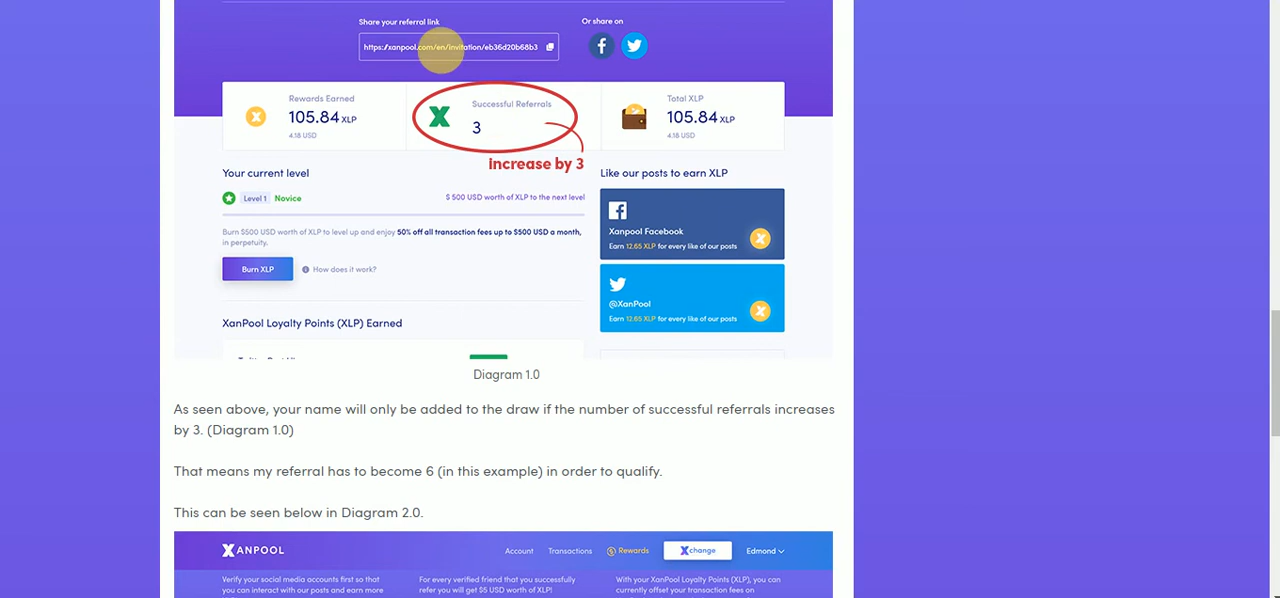 Share your referral link
Or share on
https://xanpool.com/en/invitation/eb36d20b68b3
Rewards Earned
105.84 XLP
4.18 USD
Successful Referrals
3
Total XLP
105.84 XLP
4.18 USD
increase by 3
Your current level
Level 1 Novice
$ 500 USD worth of XLP to the next level
Burn $500 USD worth of XLP to level up and enjoy 50% off all transaction fees up to $500 USD a month,
in perpetuity.
Burn XLP
How does it work?
Like our posts to earn XLP
Xanpool Facebook
Earn 12.65 XLP for every like of our posts
@XanPool
Earn 12.65 XLP for every like of our posts
XanPool Loyalty Points (XLP) Earned
Diagram 1.0
As seen above, your name will only be added to the draw if the number of successful referrals increases
by 3. (Diagram 1.0)
That means my referral has to become 6 (in this example) in order to qualify.
This can be seen below in Diagram 2.0.
XANPOOL
Account
Transactions
Rewards
Xchange
Edmond
Verify your social media accounts first so that
you can interact with our posts and earn more
For every verified friend that you successfully
refer you will get $5 USD worth of XLP!
With your XanPool Loyalty Points (XLP), you can
currently offset your transaction fees on